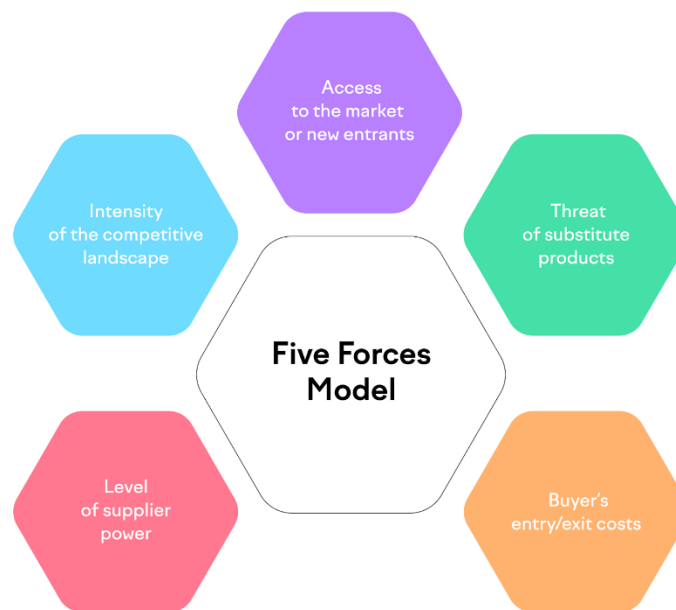 Access
to the market
or new entrants
Intensity
of the competitive
landscape
Threat
of substitute
products
Five Forces
Model
Level
of supplier
power
Buyer's
entry/exit costs